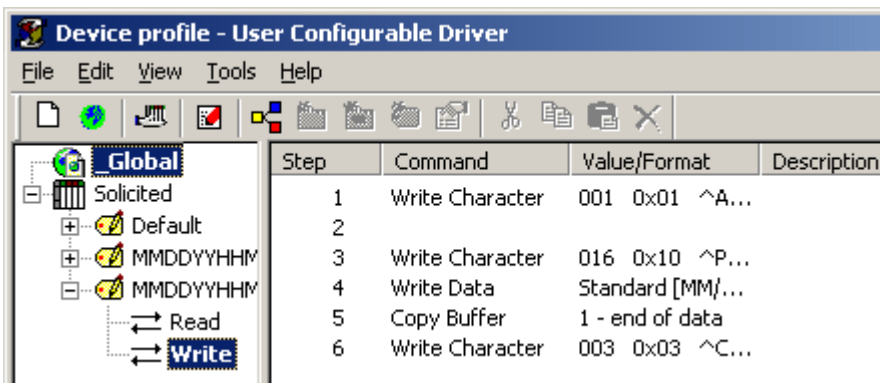 Device profile - User Configurable Driver
File Edit View Tools Help
_Global
Solicited
Default
MMDDYYHHM
MMDDYYHHM
Read
Write
Step Command Value/Format Description
1 Write Character 001 0x01 ^A...
2
3 Write Character 016 0x10 ^P...
4 Write Data Standard [MM/...
5 Copy Buffer 1 - end of data
6 Write Character 003 0x03 ^C...